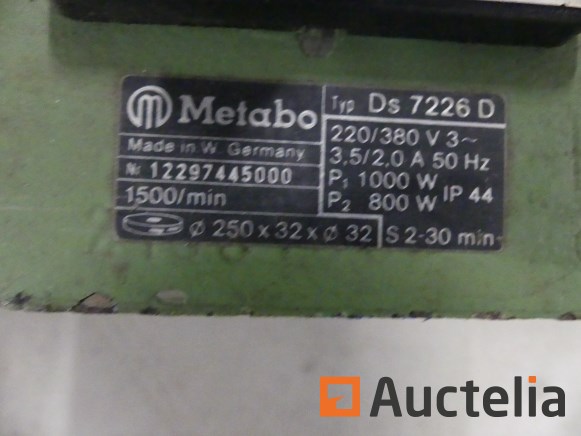 Metabo
Made in W. Germany
Nr. 12297445000
1500/min
Ø 250 x 32 x Ø 32
Typ Ds 7226 D
220/380 V 3~
3,5/2,0 A 50 Hz
P1 1000 W
P2 800 W IP 44
S 2-30 min
Auctelia